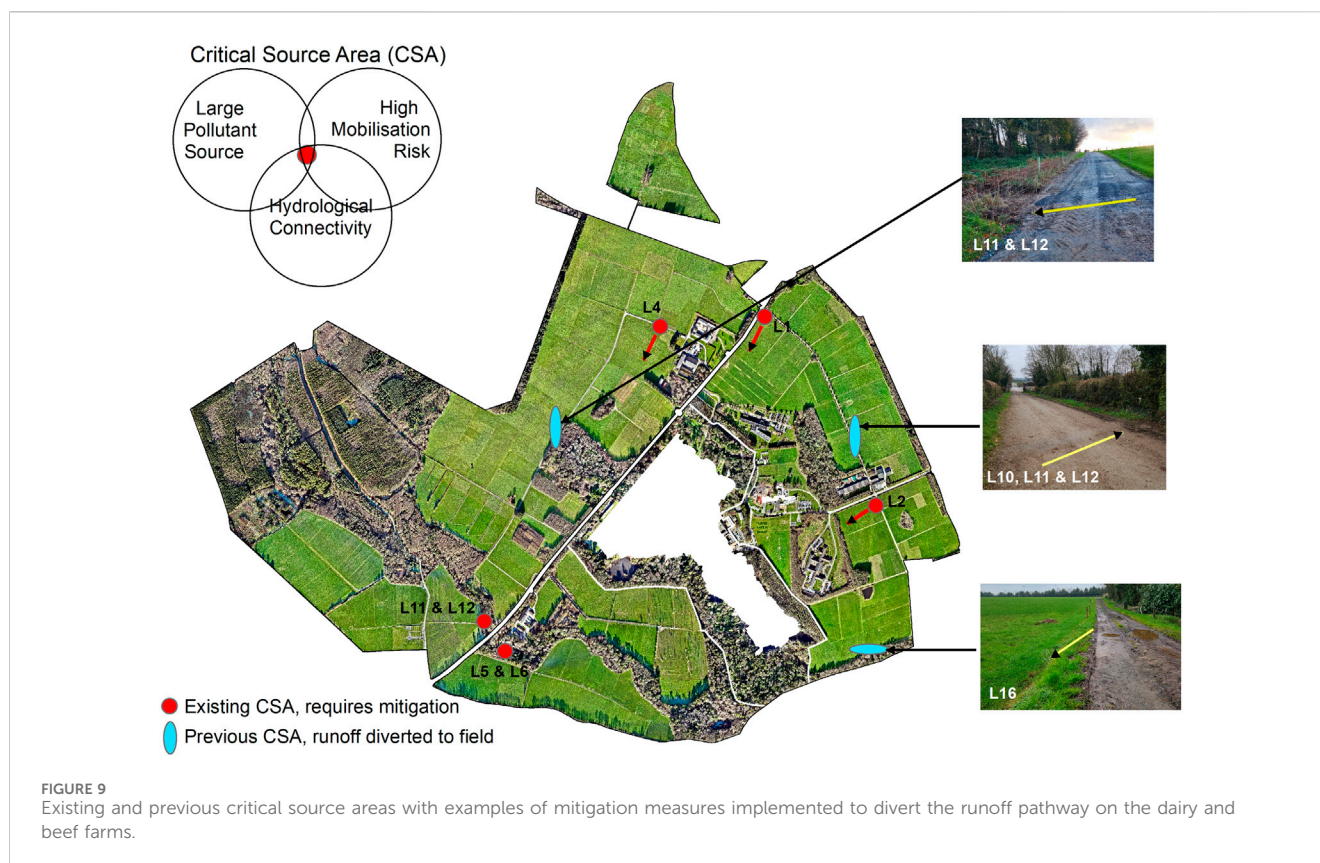 Critical Source Area (CSA)
Large
Pollutant
Source
High
Mobilisation
Risk
Hydrological
Connectivity
L11 & L12
L4
L1
L10, L11 & L12
L2
L11 & L12
L5 & L6
L16
Existing CSA, requires mitigation
Previous CSA, runoff diverted to field
FIGURE 9
Existing and previous critical source areas with examples of mitigation measures implemented to divert the runoff pathway on the dairy and
beef farms.